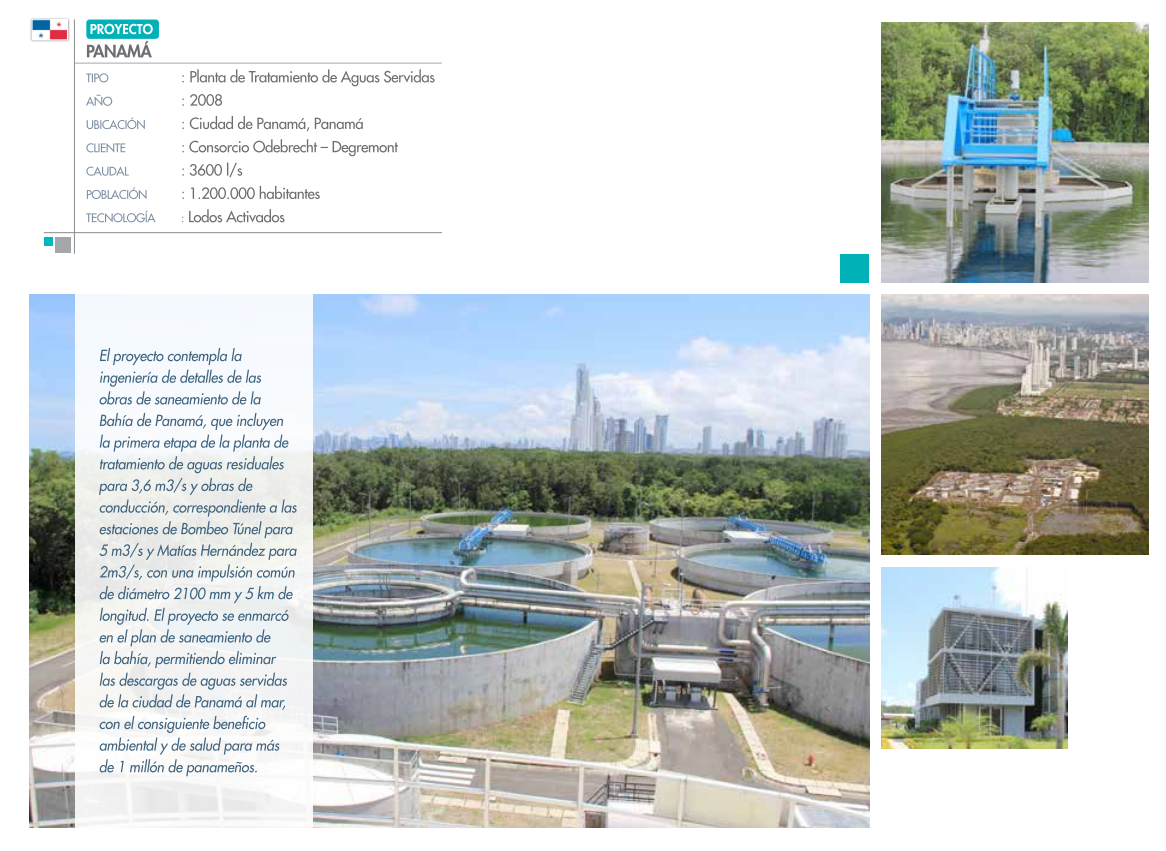 PROYECTO
PANAMÁ
TIPO : Planta de Tratamiento de Aguas Servidas
AÑO : 2008
UBICACIÓN : Ciudad de Panamá, Panamá
CLIENTE : Consorcio Odebrecht – Degremont
CAUDAL : 3600 l/s
POBLACIÓN : 1.200.000 habitantes
TECNOLOGÍA : Lodos Activados
El proyecto contempla la
ingeniería de detalles de las
obras de saneamiento de la
Bahía de Panamá, que incluyen
la primera etapa de la planta de
tratamiento de aguas residuales
para 3,6 m3/s y obras de
conducción, correspondiente a las
estaciones de Bombeo Túnel para
5 m3/s y Matías Hernández para
2m3/s, con una impulsión común
de diámetro 2100 mm y 5 km de
longitud. El proyecto se enmarcó
en el plan de saneamiento de
la bahía, permitiendo eliminar
las descargas de aguas servidas
de la ciudad de Panamá al mar,
con el consiguiente beneficio
ambiental y de salud para más
de 1 millón de panameños.